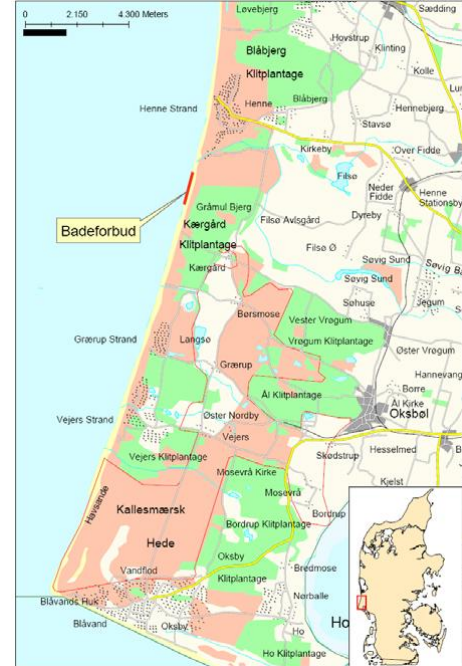 0 2.150 4.300 Meters
Løvebjerg
Sædding
Hovstrup
Klinting
Blåbjerg
Klitplantage
Kolle
Blåbjerg
Henne Strand
Henne
Hennebjerg
Stavsø
Kirkeby
Over Fidde
Filsø
Neder
Fidde
Henne
Stationsby
Badeforbud
Gråmul Bjerg
Kærgård
Klitplantage
Filsø Avlsgård
Dyreby
Filsø Ø
Søvig
Kærgård
Søvig Sund
Søvig Sund
Søhuse
Jegum
Børsmose
Vester Vrøgum
Vrøgum Klitplantage
Grærup Strand
Langsø
Øster Vrøgum
Grærup
Hannevang
Borre
Ål Klitplantage
Ål Kirke
Oksbøl
Vejers Strand
Øster Nordby
Vejers
Hesselmed
Vejers Klitplantage
Skødstrup
Mosevrå Kirke
Kjelst
Mosevrå
Havsande
Kallesmærsk
Hede
Bordrup
Bordrup Klitplantage
Oksby
Klitplantage
Vandflod
Bredmose
Nørballe
Blåvands Huk
Blåvand
Oksby
Ho
Ho
Ho Klitplantage